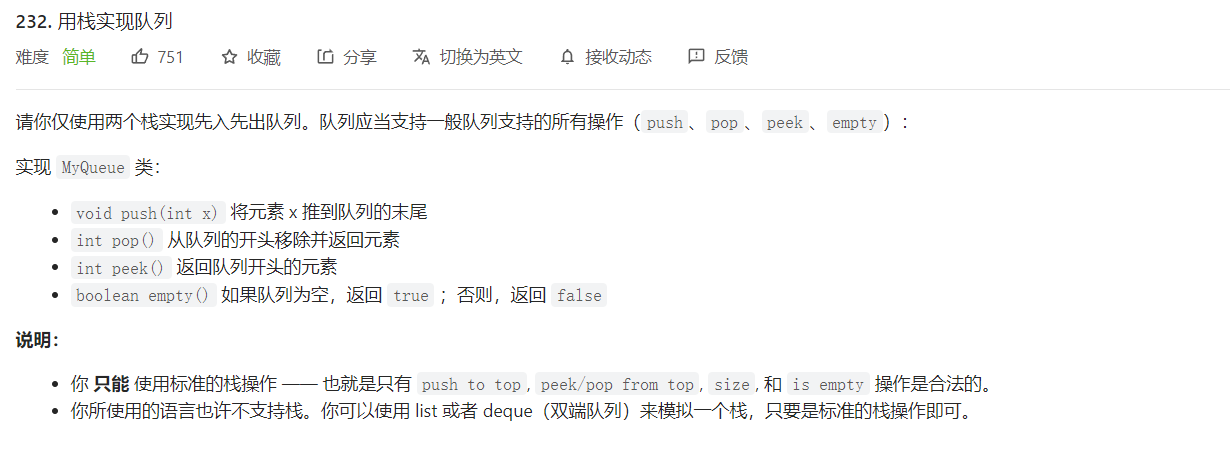 232. 用栈实现队列
难度 简单 751 收藏 分享 切换为英文 接收动态 反馈
请你仅使用两个栈实现先入先出队列。队列应当支持一般队列支持的所有操作（push、pop、peek、empty）：
实现 MyQueue 类：
void push(int x) 将元素 x 推到队列的末尾
int pop() 从队列的开头移除并返回元素
int peek() 返回队列开头的元素
boolean empty() 如果队列为空，返回 true ；否则，返回 false
说明：
你 只能 使用标准的栈操作 —— 也就是只有 push to top, peek/pop from top, size, 和 is empty 操作是合法的。
你所使用的语言也许不支持栈。你可以使用 list 或者 deque（双端队列）来模拟一个栈，只要是标准的栈操作即可。